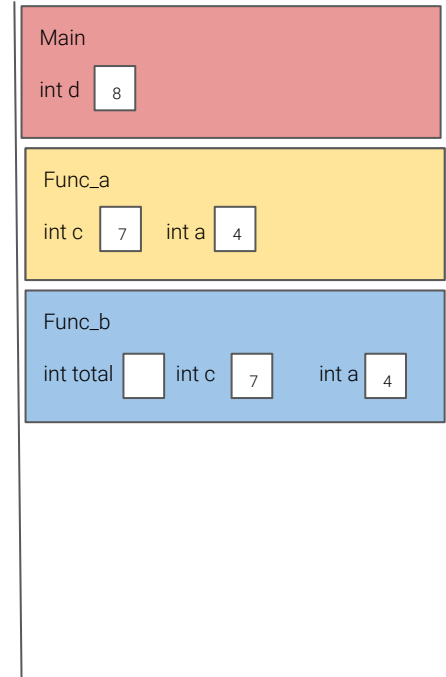 Main
int d 8
Func_a
int c 7 int a 4
Func_b
int total int c 7 int a 4